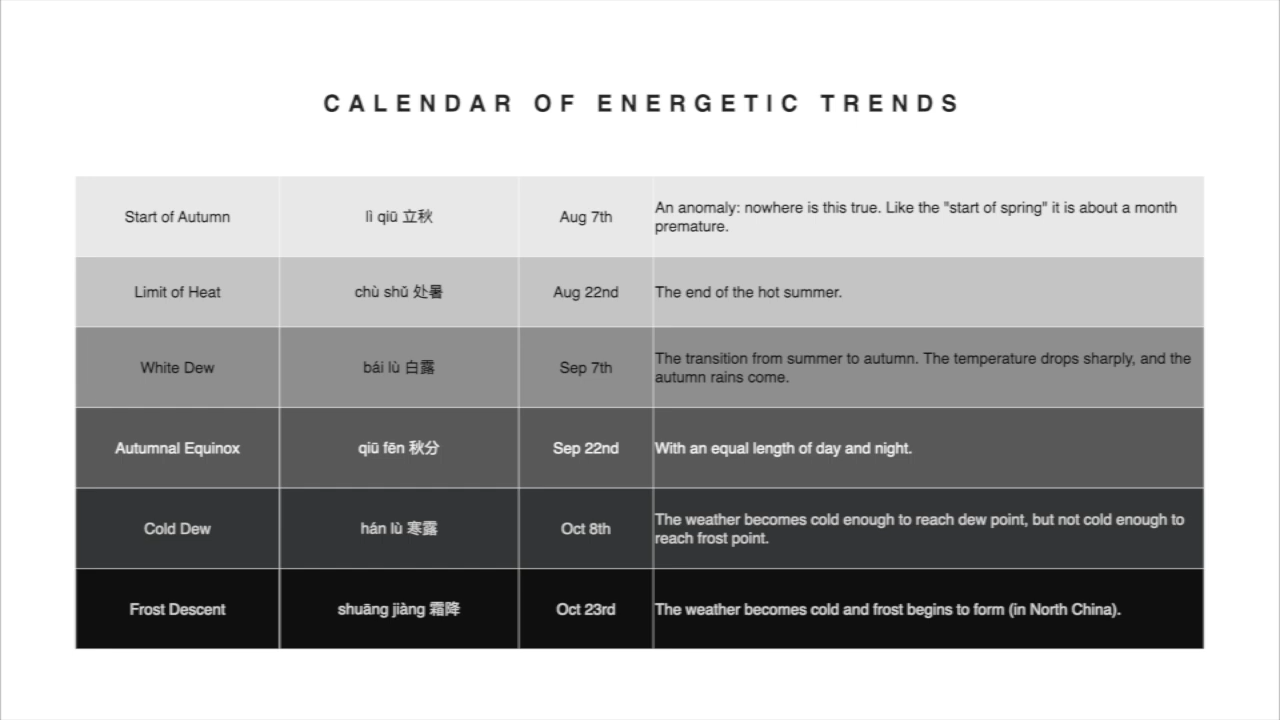 CALENDAR OF ENERGETIC TRENDS
Start of Autumn
lì qiū 立秋
Aug 7th
An anomaly: nowhere is this true. Like the "start of spring" it is about a month
premature.
Limit of Heat
chù shǔ 处暑
Aug 22nd
The end of the hot summer.
White Dew
bái lù 白露
Sep 7th
The transition from summer to autumn. The temperature drops sharply, and the
autumn rains come.
Autumnal Equinox
qiū fēn 秋分
Sep 22nd
With an equal length of day and night.
Cold Dew
hán lù 寒露
Oct 8th
The weather becomes cold enough to reach dew point, but not cold enough to
reach frost point.
Frost Descent
shuāng jiàng 霜降
Oct 23rd
The weather becomes cold and frost begins to form (in North China).